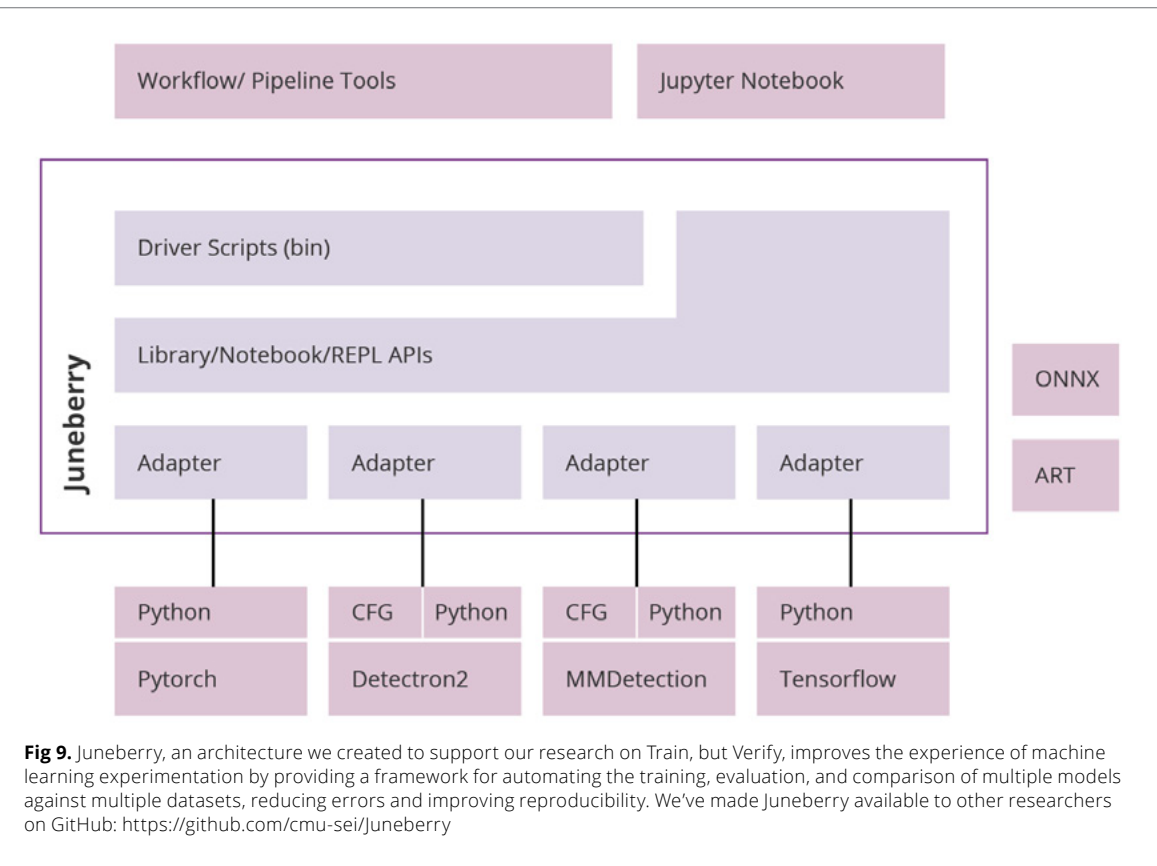 Workflow/ Pipeline Tools
Jupyter Notebook
Juneberry
Driver Scripts (bin)
Library/Notebook/REPL APIs
Adapter
Adapter
Adapter
Adapter
ONNX
ART
Python
CFG
Python
CFG
Python
Python
Pytorch
Detectron2
MMDetection
Tensorflow
Fig 9. Juneberry, an architecture we created to support our research on Train, but Verify, improves the experience of machine
learning experimentation by providing a framework for automating the training, evaluation, and comparison of multiple models
against multiple datasets, reducing errors and improving reproducibility. We’ve made Juneberry available to other researchers
on GitHub: https://github.com/cmu-sei/Juneberry